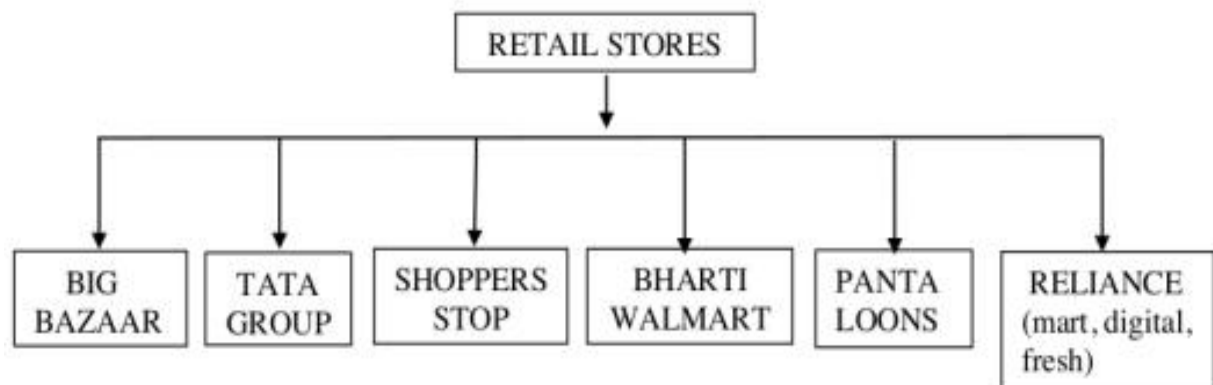 RETAIL STORES
BIG
BAZAAR
TATA
GROUP
SHOPPERS
STOP
BHARTI
WALMART
PANTA
LOONS
RELIANCE
(mart, digital,
fresh)